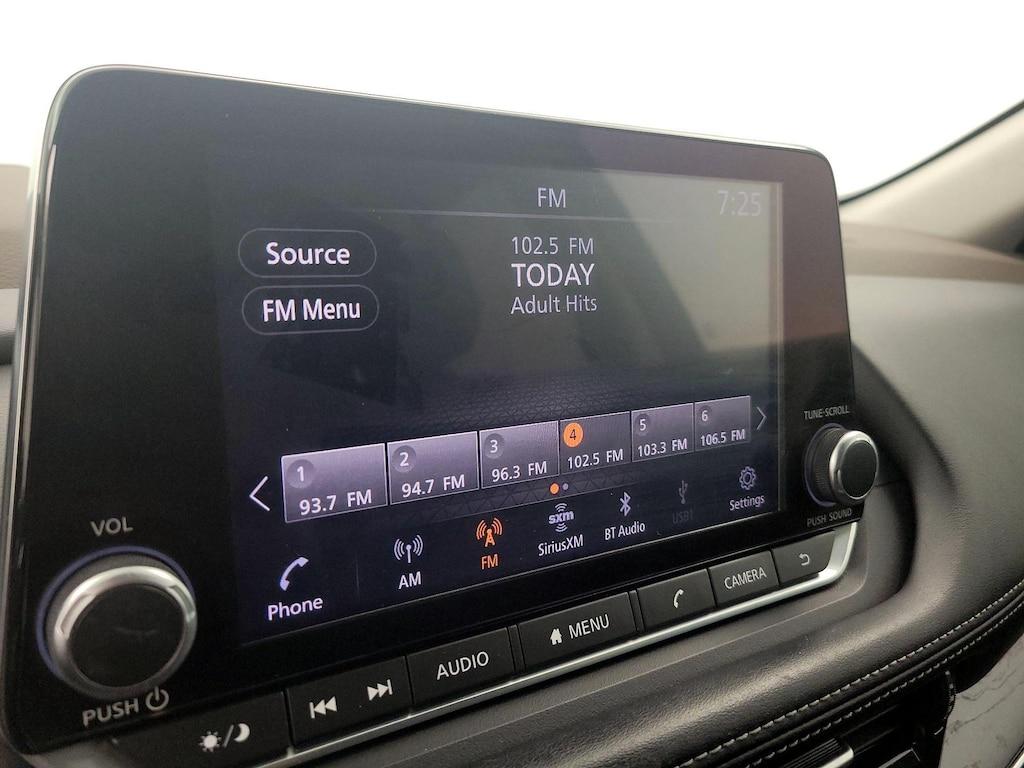 FM
7:25
102.5 FM
TODAY
Adult Hits
Source
FM Menu
1
93.7 FM
2
94.7 FM
3
96.3 FM
4
102.5 FM
5
103.3 FM
6
106.5 FM
Phone
AM
FM
sxm
SiriusXM
BT Audio
USB1
Settings
TUNE·SCROLL
PUSH SOUND
VOL
PUSH
AUDIO
MENU
CAMERA